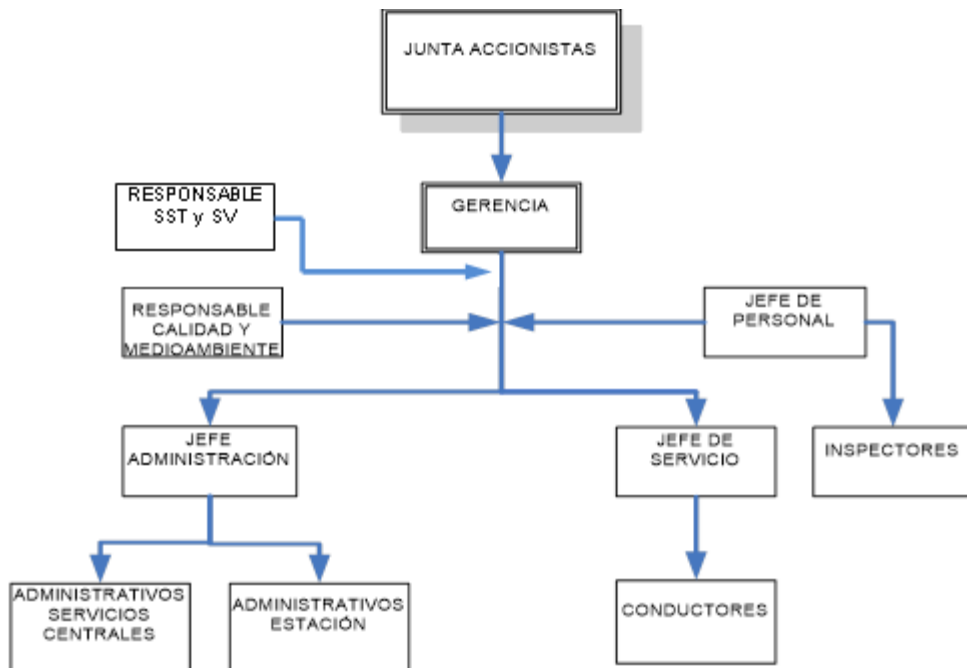 JUNTA ACCIONISTAS
GERENCIA
RESPONSABLE
SST y SV
RESPONSABLE
CALIDAD Y
MEDIOAMBIENTE
JEFE DE
PERSONAL
JEFE
ADMINISTRACIÓN
JEFE DE
SERVICIO
INSPECTORES
ADMINISTRATIVOS
SERVICIOS
CENTRALES
ADMINISTRATIVOS
ESTACIÓN
CONDUCTORES